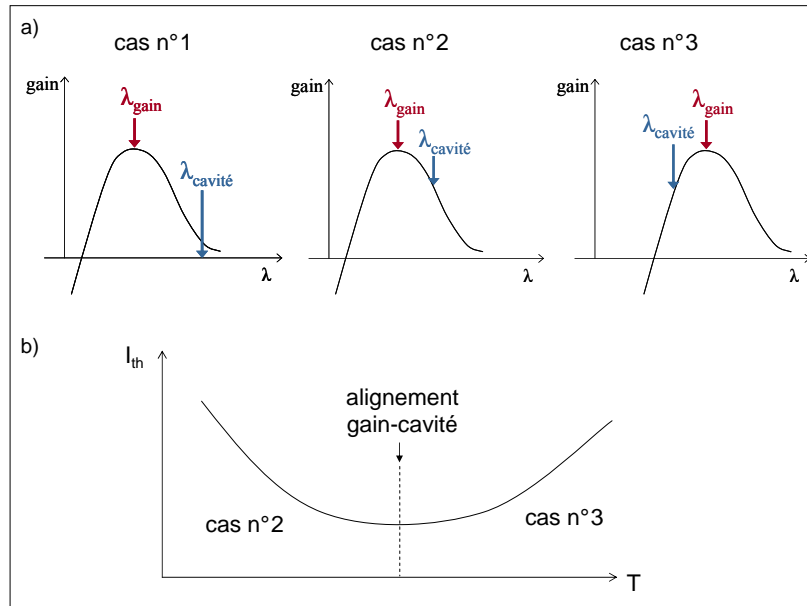 a)
cas n°1
cas n°2
cas n°3
gain
λgain
λcavité
λ
gain
λgain
λcavité
λ
gain
λcavité
λgain
λ
b)
Ith
alignement
gain-cavité
cas n°2
cas n°3
T